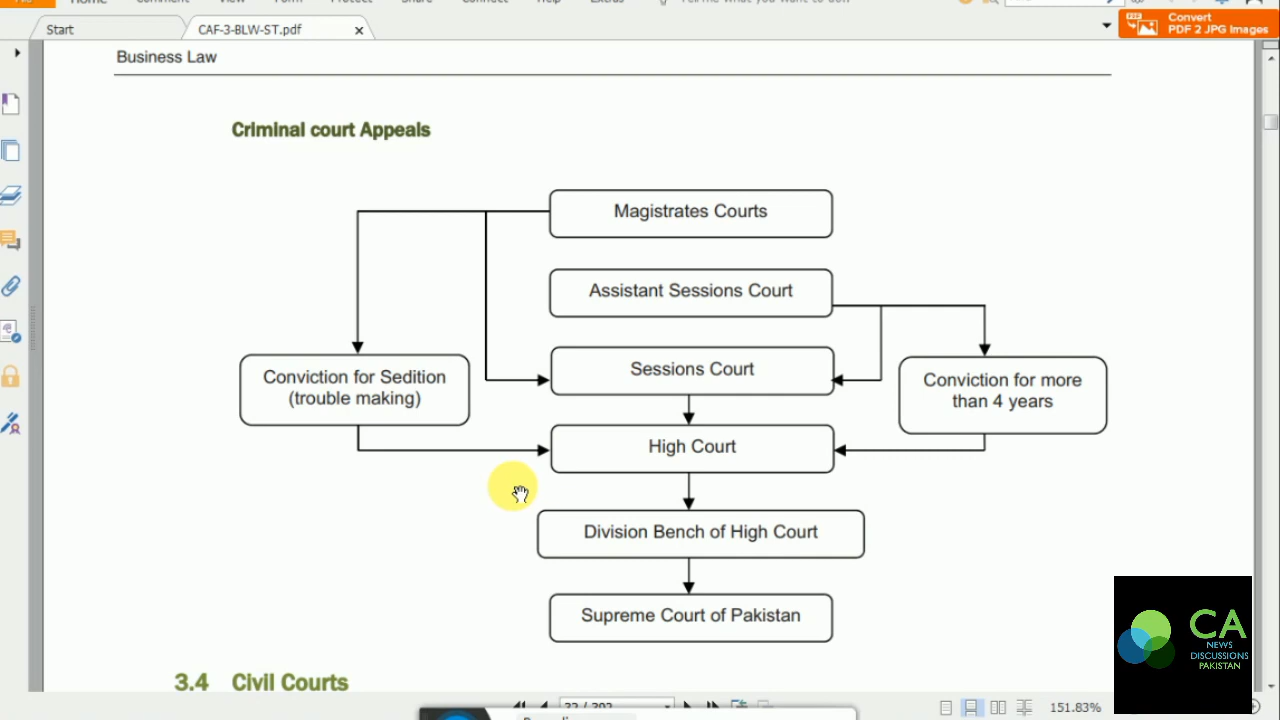 Start
CAF-3-BLW-ST.pdf
Convert
PDF 2 JPG Images
Business Law
Criminal court Appeals
Magistrates Courts
Assistant Sessions Court
Sessions Court
Conviction for Sedition
(trouble making)
Conviction for more
than 4 years
High Court
Division Bench of High Court
Supreme Court of Pakistan
3.4 Civil Courts
CA
NEWS
DISCUSSIONS
PAKISTAN
151.83%